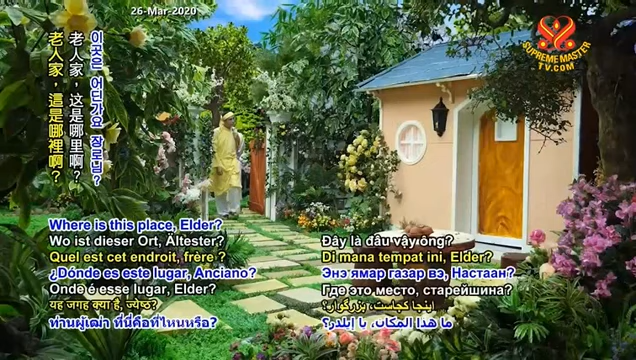 26-Mar-2020
SUPREME MASTER
TV.COM
이곳은 어딘가요 장로님?
老人家，这是哪里啊？
老人家，這是哪裡啊？
Where is this place, Elder?
Wo ist dieser Ort, Ältester?
Quel est cet endroit, frère ?
¿Dónde es este lugar, Anciano?
Onde é esse lugar, Elder?
यह जगह क्या है, ज्येष्ठ?
ท่านผู้เฒ่า ที่นี่คือที่ไหนหรือ?
Đây là đâu vậy ông?
Di mana tempat ini, Elder?
Энэ ямар газар вэ, Настаан?
Где это место, старейшина?
اینجا کجاست، بزرگوار؟
ما هذا المكان، يا إيلدر؟